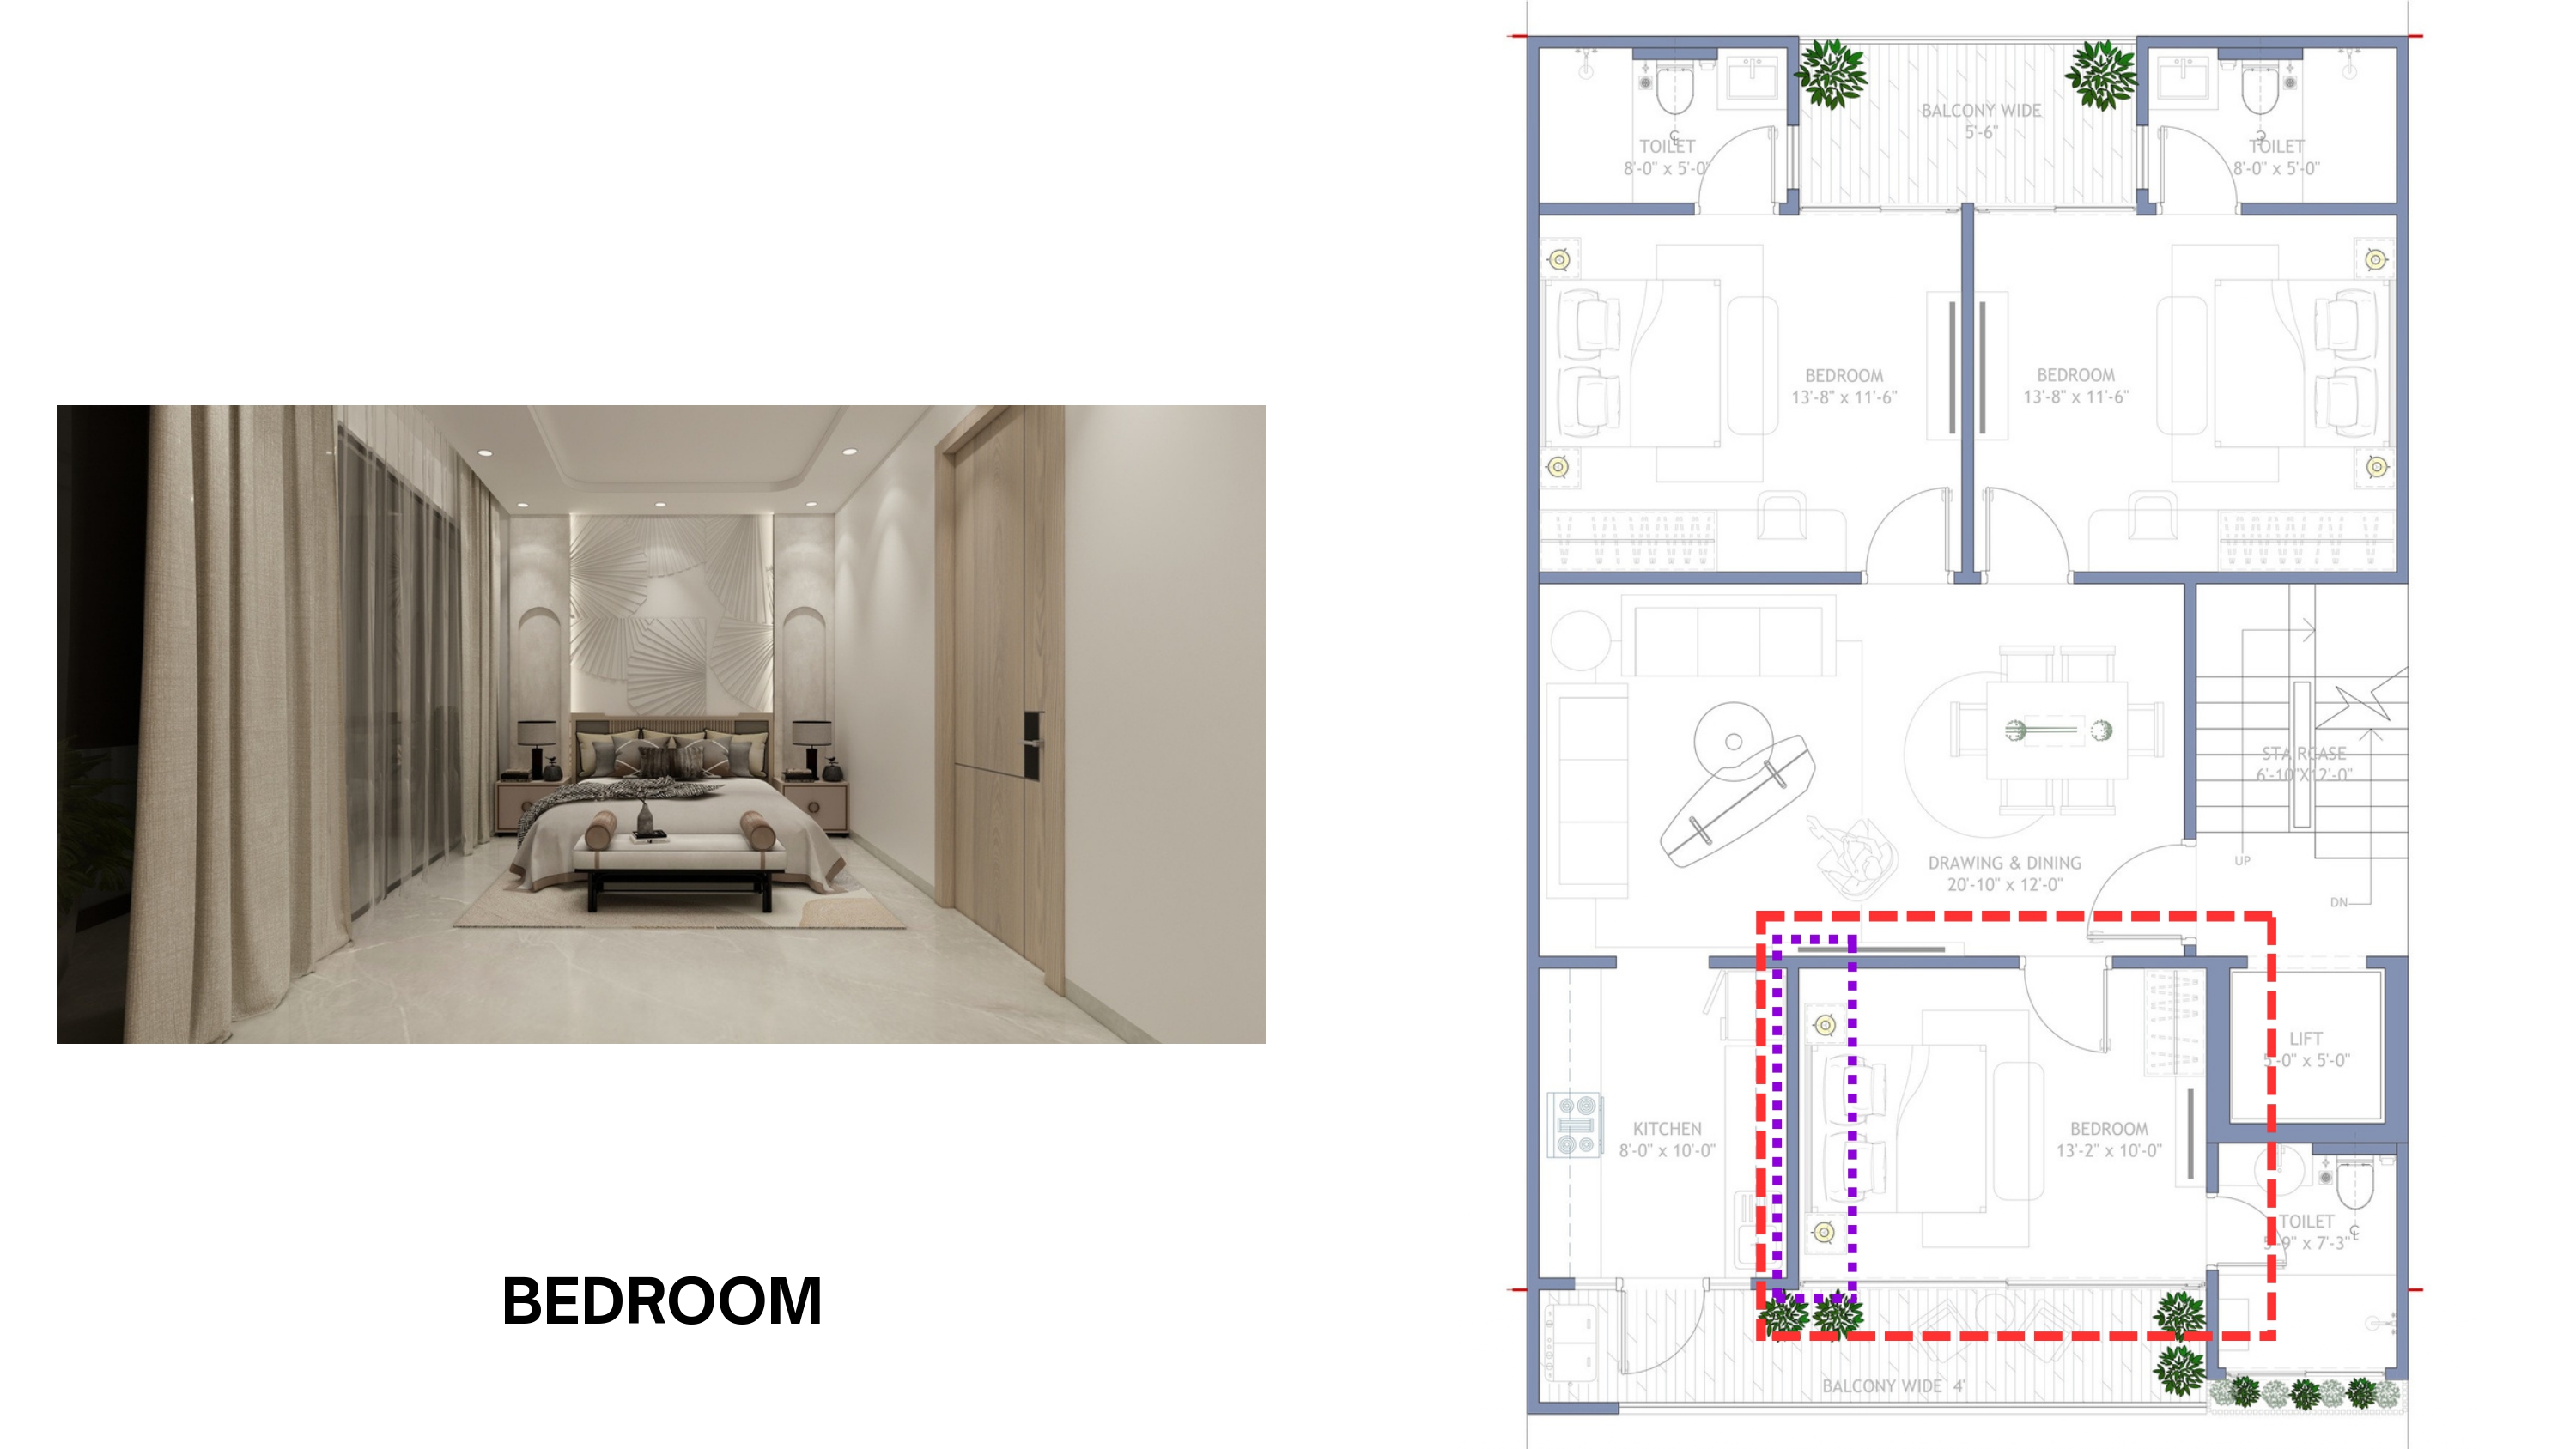 BEDROOM
BALCONY WIDE
5'-6"
TOILET
8'-0" x 5'-0"
TOILET
8'-0" x 5'-0"
BEDROOM
13'-8" x 11'-6"
BEDROOM
13'-8" x 11'-6"
STAIRCASE
6'-10"X12'-0"
UP
DN
DRAWING & DINING
20'-10" x 12'-0"
LIFT
5'-0" x 5'-0"
KITCHEN
8'-0" x 10'-0"
BEDROOM
13'-2" x 10'-0"
TOILET
5'-9" x 7'-3"
BALCONY WIDE 4'